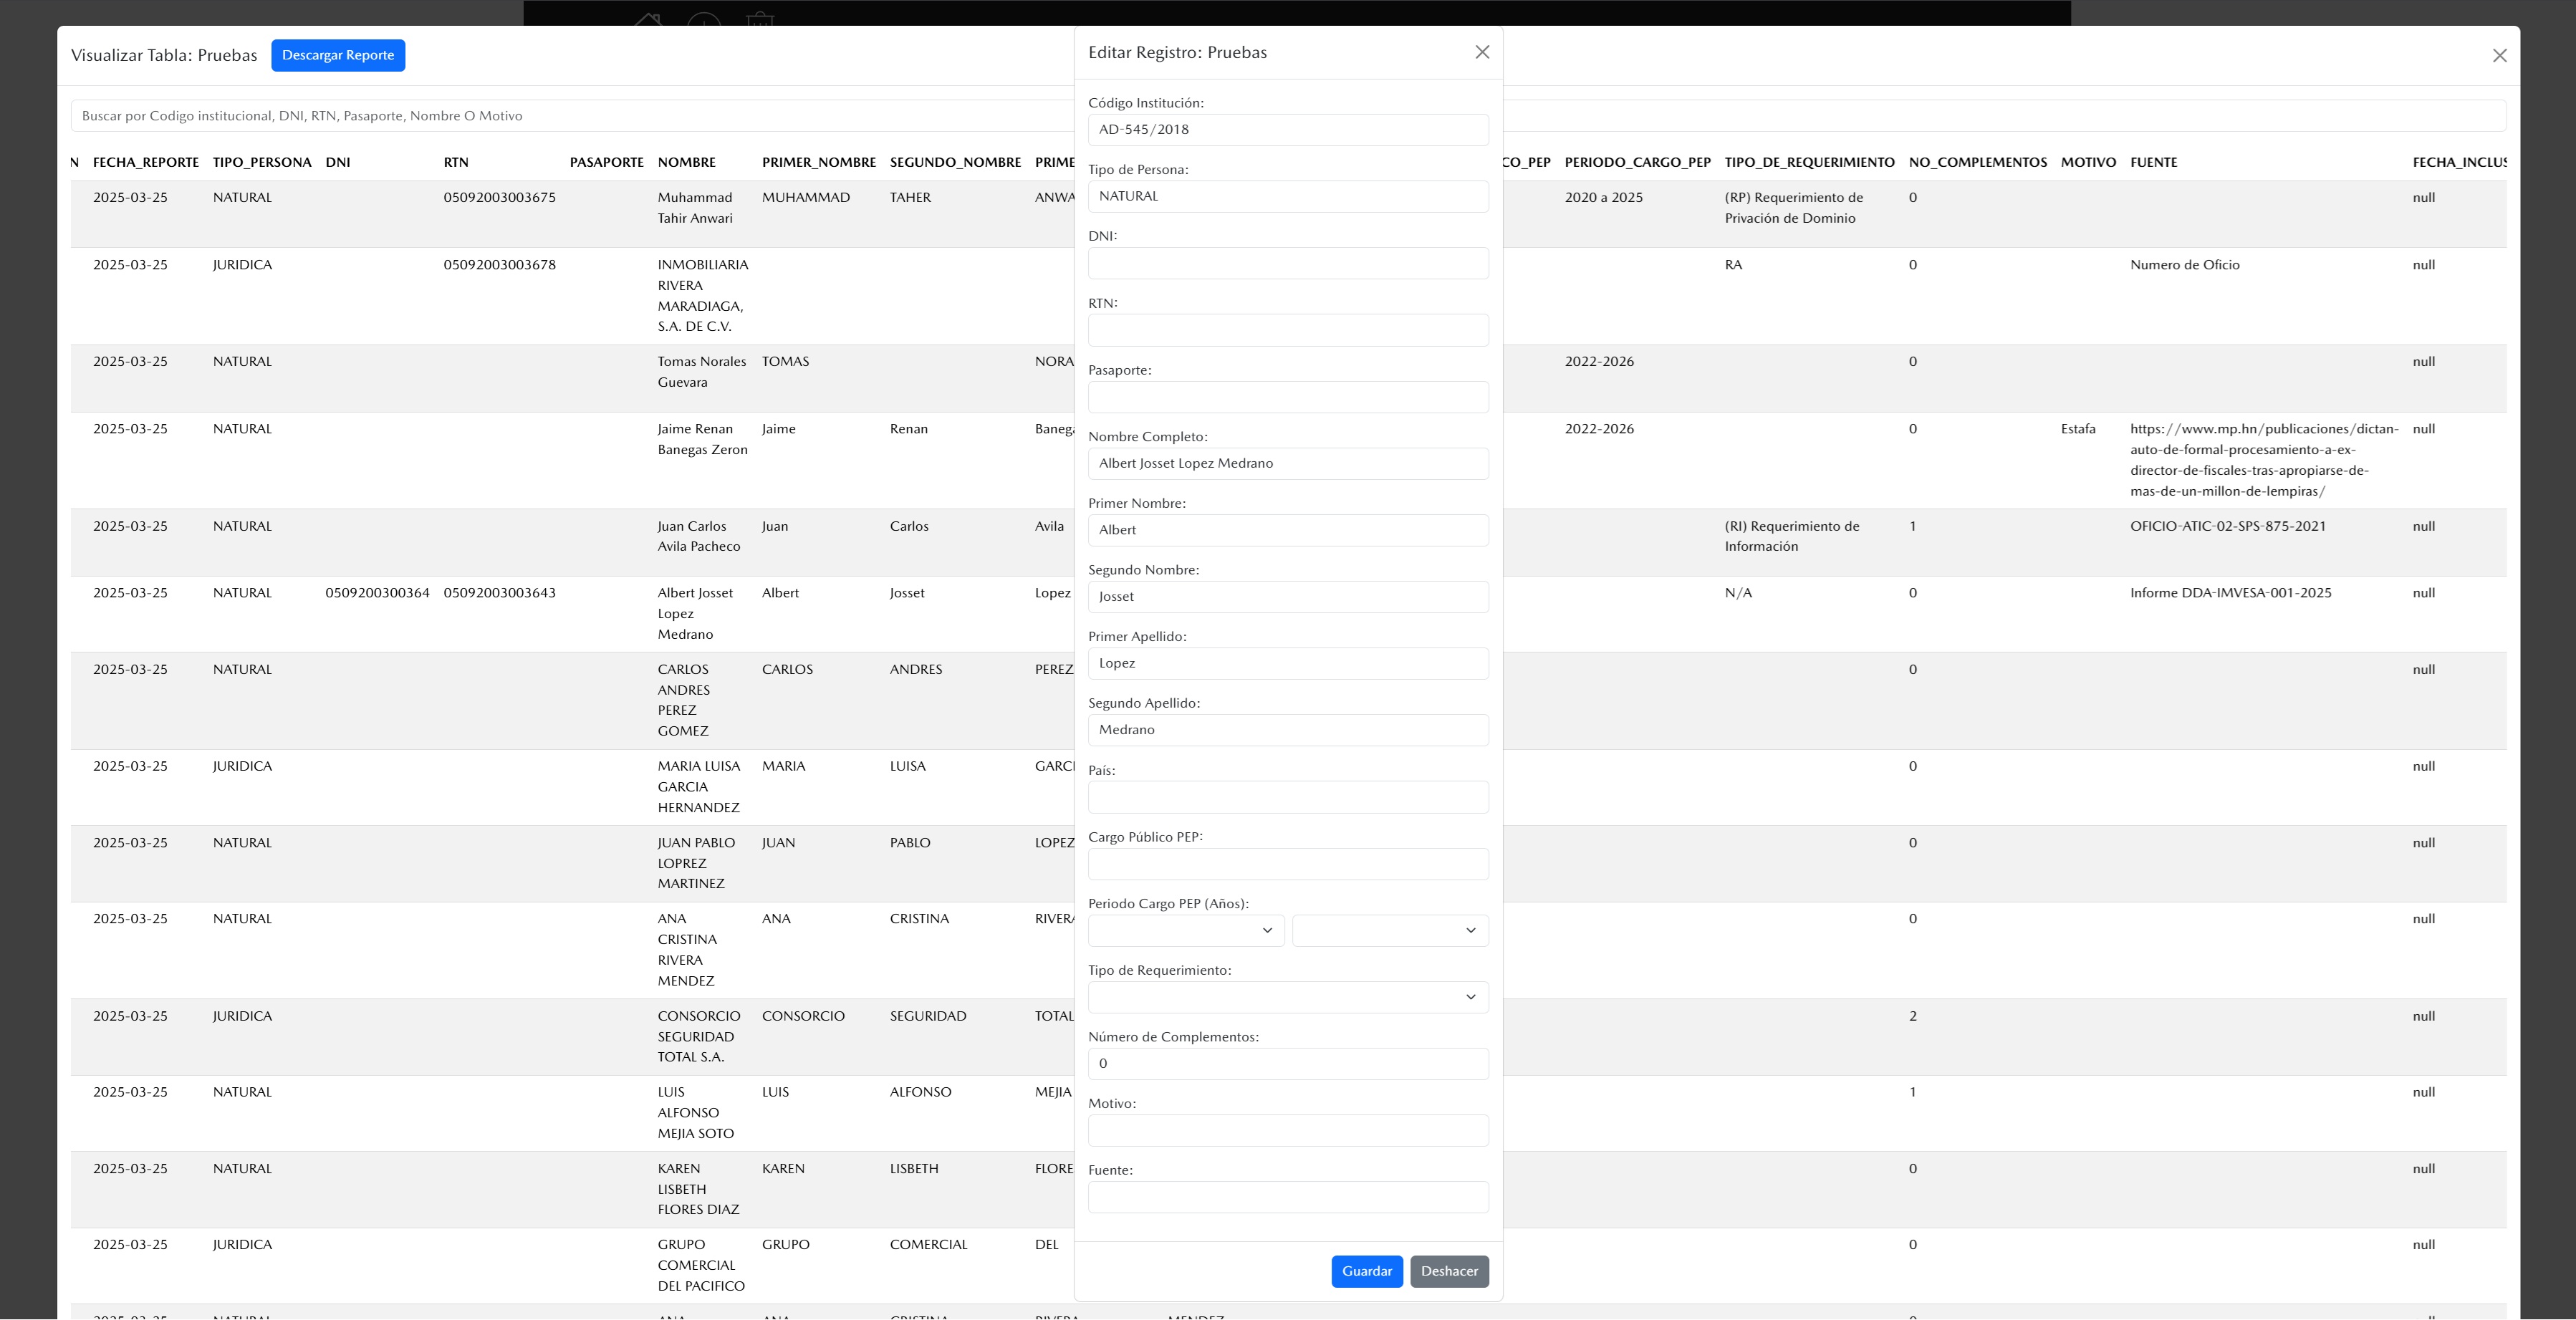 Visualizar Tabla: Pruebas Descargar Reporte
Buscar por Codigo institucional, DNI, RTN, Pasaporte, Nombre O Motivo
N FECHA_REPORTE TIPO_PERSONA DNI RTN PASAPORTE NOMBRE PRIMER_NOMBRE SEGUNDO_NOMBRE PRIME CO_PEP PERIODO_CARGO_PEP TIPO_DE_REQUERIMIENTO NO_COMPLEMENTOS MOTIVO FUENTE FECHA_INCLUS
2025-03-25 NATURAL 05092003003675 Muhammad MUHAMMAD TAHER ANWA 2020 a 2025 (RP) Requerimiento de 0 null
Tahir Anwari Privación de Dominio
2025-03-25 JURIDICA 05092003003678 INMOBILIARIA RA 0 Numero de Oficio null
RIVERA
MARADIAGA,
S.A. DE C.V.
2025-03-25 NATURAL Tomas Norales TOMAS NORA 2022-2026 0 null
Guevara
2025-03-25 NATURAL Jaime Renan Jaime Renan Banega 2022-2026 0 Estafa https://www.mp.hn/publicaciones/dictan- null
Banegas Zeron auto-de-formal-procesamiento-a-ex-
director-de-fiscales-tras-apropiarse-de-
mas-de-un-millon-de-lempiras/
2025-03-25 NATURAL Juan Carlos Juan Carlos Avila (RI) Requerimiento de 1 OFICIO-ATIC-02-SPS-875-2021 null
Avila Pacheco Información
2025-03-25 NATURAL 0509200300364 05092003003643 Albert Josset Albert Josset Lopez N/A 0 Informe DDA-IMVESA-001-2025 null
Lopez
Medrano
2025-03-25 NATURAL CARLOS CARLOS ANDRES PEREZ 0 null
ANDRES
PEREZ
GOMEZ
2025-03-25 JURIDICA MARIA LUISA MARIA LUISA GARCI 0 null
GARCIA
HERNANDEZ
2025-03-25 NATURAL JUAN PABLO JUAN PABLO LOPEZ 0 null
LOPREZ
MARTINEZ
2025-03-25 NATURAL ANA ANA CRISTINA RIVERA 0 null
CRISTINA
RIVERA
MENDEZ
2025-03-25 JURIDICA CONSORCIO CONSORCIO SEGURIDAD TOTAL 2 null
SEGURIDAD
TOTAL S.A.
2025-03-25 NATURAL LUIS LUIS ALFONSO MEJIA 1 null
ALFONSO
MEJIA SOTO
2025-03-25 NATURAL KAREN KAREN LISBETH FLORE 0 null
LISBETH
FLORES DIAZ
2025-03-25 JURIDICA GRUPO GRUPO COMERCIAL DEL 0 null
COMERCIAL
DEL PACIFICO
Editar Registro: Pruebas
Código Institución:
AD-545/2018
Tipo de Persona:
NATURAL
DNI:
RTN:
Pasaporte:
Nombre Completo:
Albert Josset Lopez Medrano
Primer Nombre:
Albert
Segundo Nombre:
Josset
Primer Apellido:
Lopez
Segundo Apellido:
Medrano
País:
Cargo Público PEP:
Periodo Cargo PEP (Años):
Tipo de Requerimiento:
Número de Complementos:
0
Motivo:
Fuente:
Guardar Deshacer